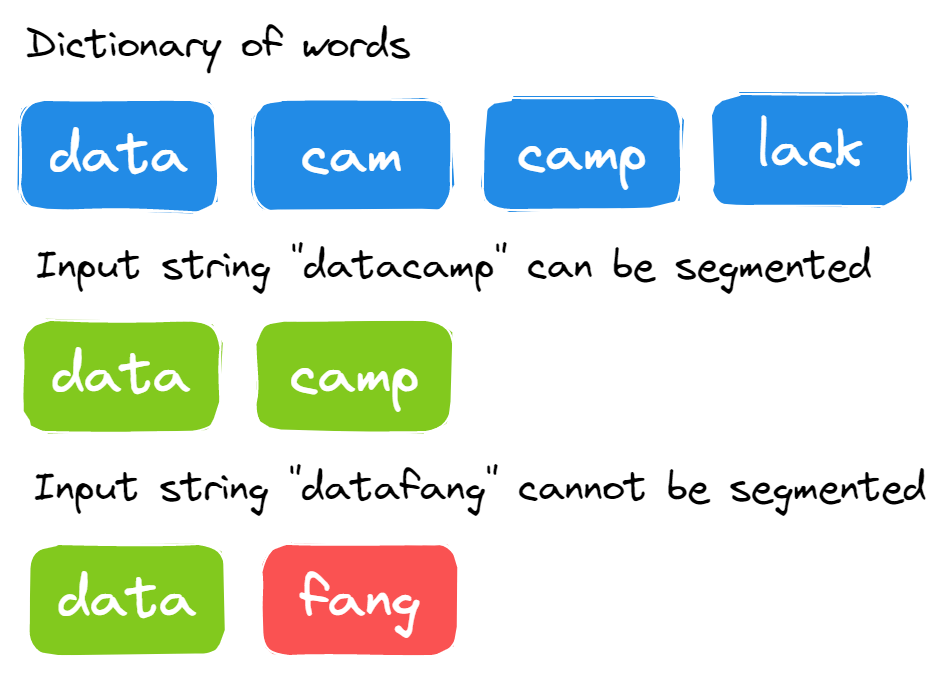 Dictionary of words
data cam camp lack
Input string "datacamp" can be segmented
data camp
Input string "datafang" cannot be segmented
data fang